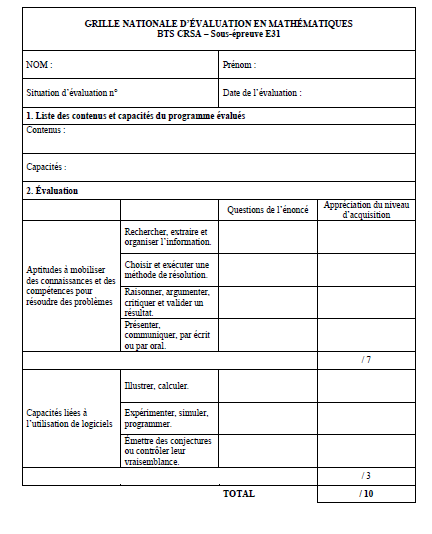 GRILLE NATIONALE D'ÉVALUATION EN MATHÉMATIQUES
BTS CRSA – Sous-épreuve E31
NOM :
Prénom :
Situation d'évaluation n°
Date de l'évaluation :
1. Liste des contenus et capacités du programme évalués
Contenus :
Capacités :
2. Évaluation
Questions de l'énoncé
Appréciation du niveau
d'acquisition
Aptitudes à mobiliser
des connaissances et des
compétences pour
résoudre des problèmes
Rechercher, extraire et
organiser l'information.
Choisir et exécuter une
méthode de résolution.
Raisonner, argumenter,
critiquer et valider un
résultat.
Présenter,
communiquer, par écrit
ou par oral.
/ 7
Capacités liées à
l'utilisation de logiciels
Illustrer, calculer.
Expérimenter, simuler,
programmer.
Émettre des conjectures
ou contrôler leur
vraisemblance.
/ 3
TOTAL
/ 10